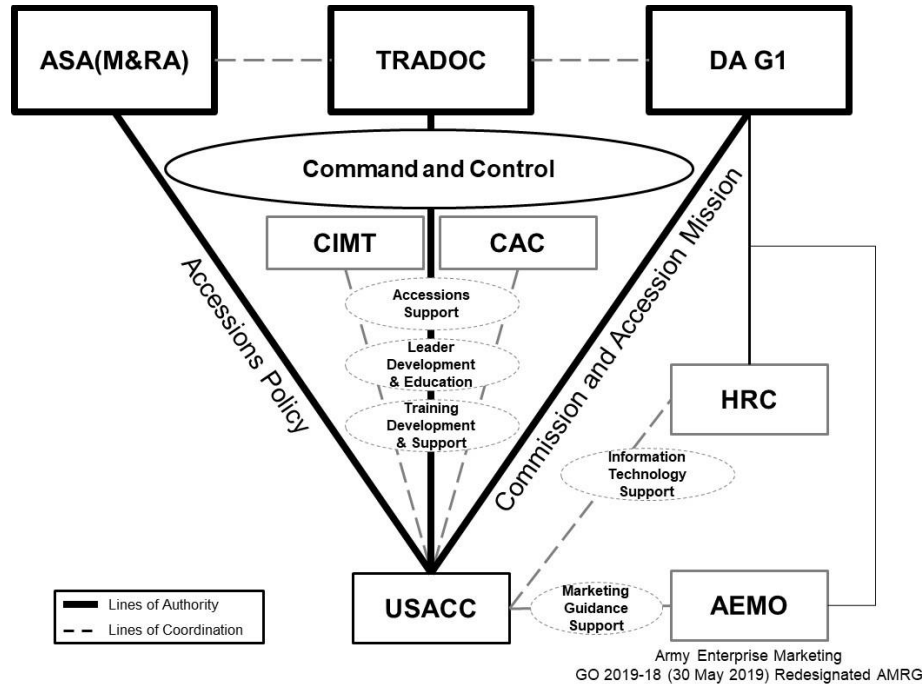 ASA(M&RA)
TRADOC
DA G1
Command and Control
CIMT
CAC
Accessions Policy
Commission and Accession Mission
Accessions
Support
Leader
Development
& Education
Training
Development
& Support
HRC
Information
Technology
Support
USACC
Marketing
Guidance
Support
AEMO
Lines of Authority
Lines of Coordination
Army Enterprise Marketing
GO 2019-18 (30 May 2019) Redesignated AMRG